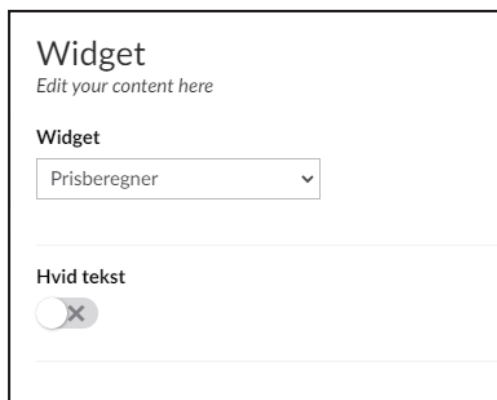 Widget
Edit your content here
Widget
Prisberegner
Hvid tekst